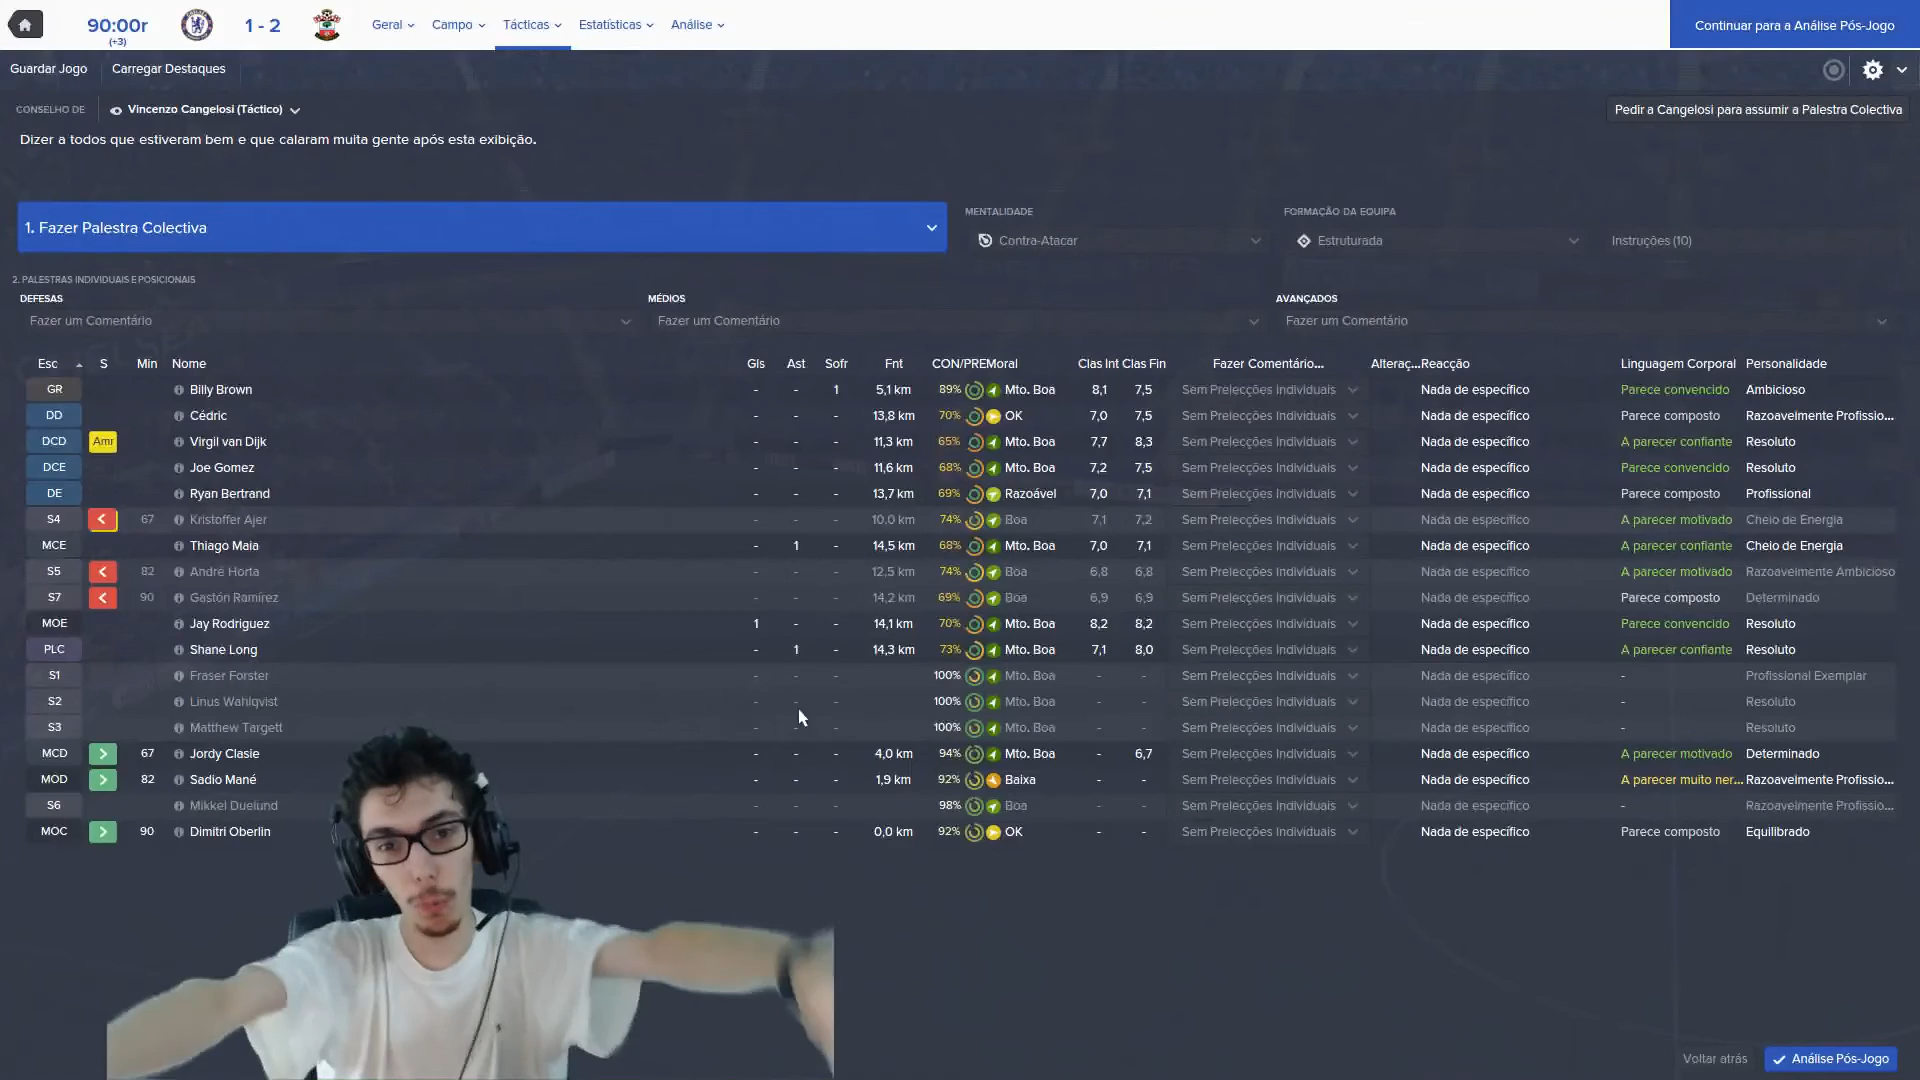 90:00r
(+3)
1 - 2
Geral Campo Tácticas Estatísticas Análise
Continuar para a Análise Pós-Jogo
Guardar Jogo Carregar Destaques
CONSELHO DE Vincenzo Cangelosi (Táctico)
Pedir a Cangelosi para assumir a Palestra Colectiva
Dizer a todos que estiveram bem e que calaram muita gente após esta exibição.
MENTALIDADE FORMAÇÃO DA EQUIPA
1. Fazer Palestra Colectiva
Contra-Atacar Estruturada Instruções (10)
2. PALESTRAS INDIVIDUAIS E POSICIONAIS
DEFESAS MÉDIOS AVANÇADOS
Fazer um Comentário Fazer um Comentário Fazer um Comentário
Esc S Min Nome Gls Ast Sofr Fnt CON/PREMoral Clas Int Clas Fin Fazer Comentário... Alteraç...Reacção Linguagem Corporal Personalidade
GR Billy Brown - - 1 5,1 km 89% Mto. Boa 8,1 7,5 Sem Prelecções Individuais Nada de específico Parece convencido Ambicioso
DD Cédric - - - 13,8 km 70% OK 7,0 7,5 Sem Prelecções Individuais Nada de específico Parece composto Razoavelmente Profissio...
DCD Amr Virgil van Dijk - - - 11,3 km 65% Mto. Boa 7,7 8,3 Sem Prelecções Individuais Nada de específico A parecer confiante Resoluto
DCE Joe Gomez - - - 11,6 km 68% Mto. Boa 7,2 7,5 Sem Prelecções Individuais Nada de específico Parece convencido Resoluto
DE Ryan Bertrand - - - 13,7 km 69% Razoável 7,0 7,1 Sem Prelecções Individuais Nada de específico Parece composto Profissional
S4 67 Kristoffer Ajer - - - 10,0 km 74% Boa 7,1 7,2 Sem Prelecções Individuais Nada de específico A parecer motivado Cheio de Energia
MCE Thiago Maia - 1 - 14,5 km 68% Mto. Boa 7,0 7,1 Sem Prelecções Individuais Nada de específico A parecer confiante Cheio de Energia
S5 82 André Horta - - - 12,5 km 74% Boa 6,8 6,8 Sem Prelecções Individuais Nada de específico A parecer motivado Razoavelmente Ambicioso
S7 90 Gastón Ramírez - - - 14,2 km 69% Boa 6,9 6,9 Sem Prelecções Individuais Nada de específico Parece composto Determinado
MOE Jay Rodriguez 1 - - 14,1 km 70% Mto. Boa 8,2 8,2 Sem Prelecções Individuais Nada de específico Parece convencido Resoluto
PLC Shane Long - 1 - 14,3 km 73% Mto. Boa 7,1 8,0 Sem Prelecções Individuais Nada de específico A parecer confiante Resoluto
S1 Fraser Forster - - - 100% Mto. Boa - - Sem Prelecções Individuais Nada de específico - Profissional Exemplar
S2 Linus Wahlqvist - - - 100% Mto. Boa - - Sem Prelecções Individuais Nada de específico - Resoluto
S3 Matthew Targett - - - 100% Mto. Boa - - Sem Prelecções Individuais Nada de específico - Resoluto
MCD 67 Jordy Clasie - - - 4,0 km 94% Mto. Boa - 6,7 Sem Prelecções Individuais Nada de específico A parecer motivado Determinado
MOD 82 Sadio Mané - - - 1,9 km 92% Baixa - - Sem Prelecções Individuais Nada de específico A parecer muito ner... Razoavelmente Profissio...
S6 Mikkel Duelund - - - 98% Boa - - Sem Prelecções Individuais Nada de específico - Razoavelmente Profissio...
MOC 90 Dimitri Oberlin - - - 0,0 km 92% OK - - Sem Prelecções Individuais Nada de específico Parece composto Equilibrado
Voltar atrás Análise Pós-Jogo